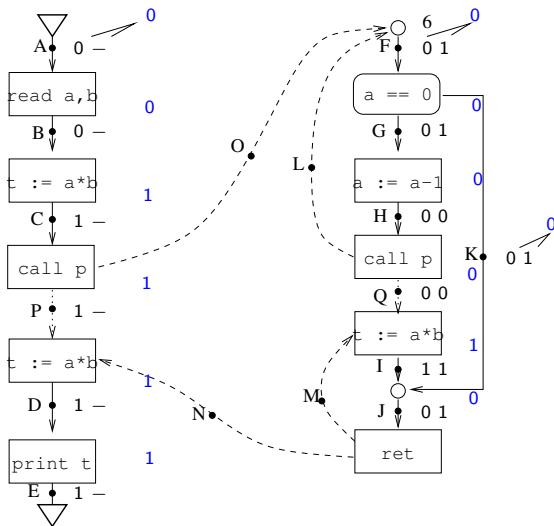 0
A 0 –
read a,b
0
B 0 –
t := a*b
1
C 1 –
call p
1
P 1 –
t := a*b
1
D 1 –
print t
1
E 1 –
O
L
N
M
6
0
F 0 1
a == 0
0
G 0 1
a := a-1
0
H 0 0
call p
0
K 0 1
0
Q 0 0
t := a*b
1
I 1 1
0
J 0 1
ret